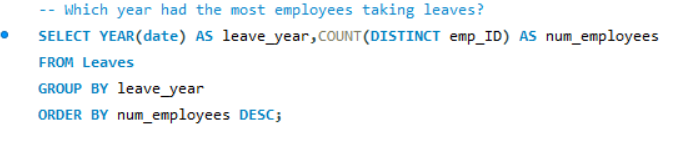 -- Which year had the most employees taking leaves?
SELECT YEAR(date) AS leave_year,COUNT(DISTINCT emp_ID) AS num_employees
FROM Leaves
GROUP BY leave_year
ORDER BY num_employees DESC;